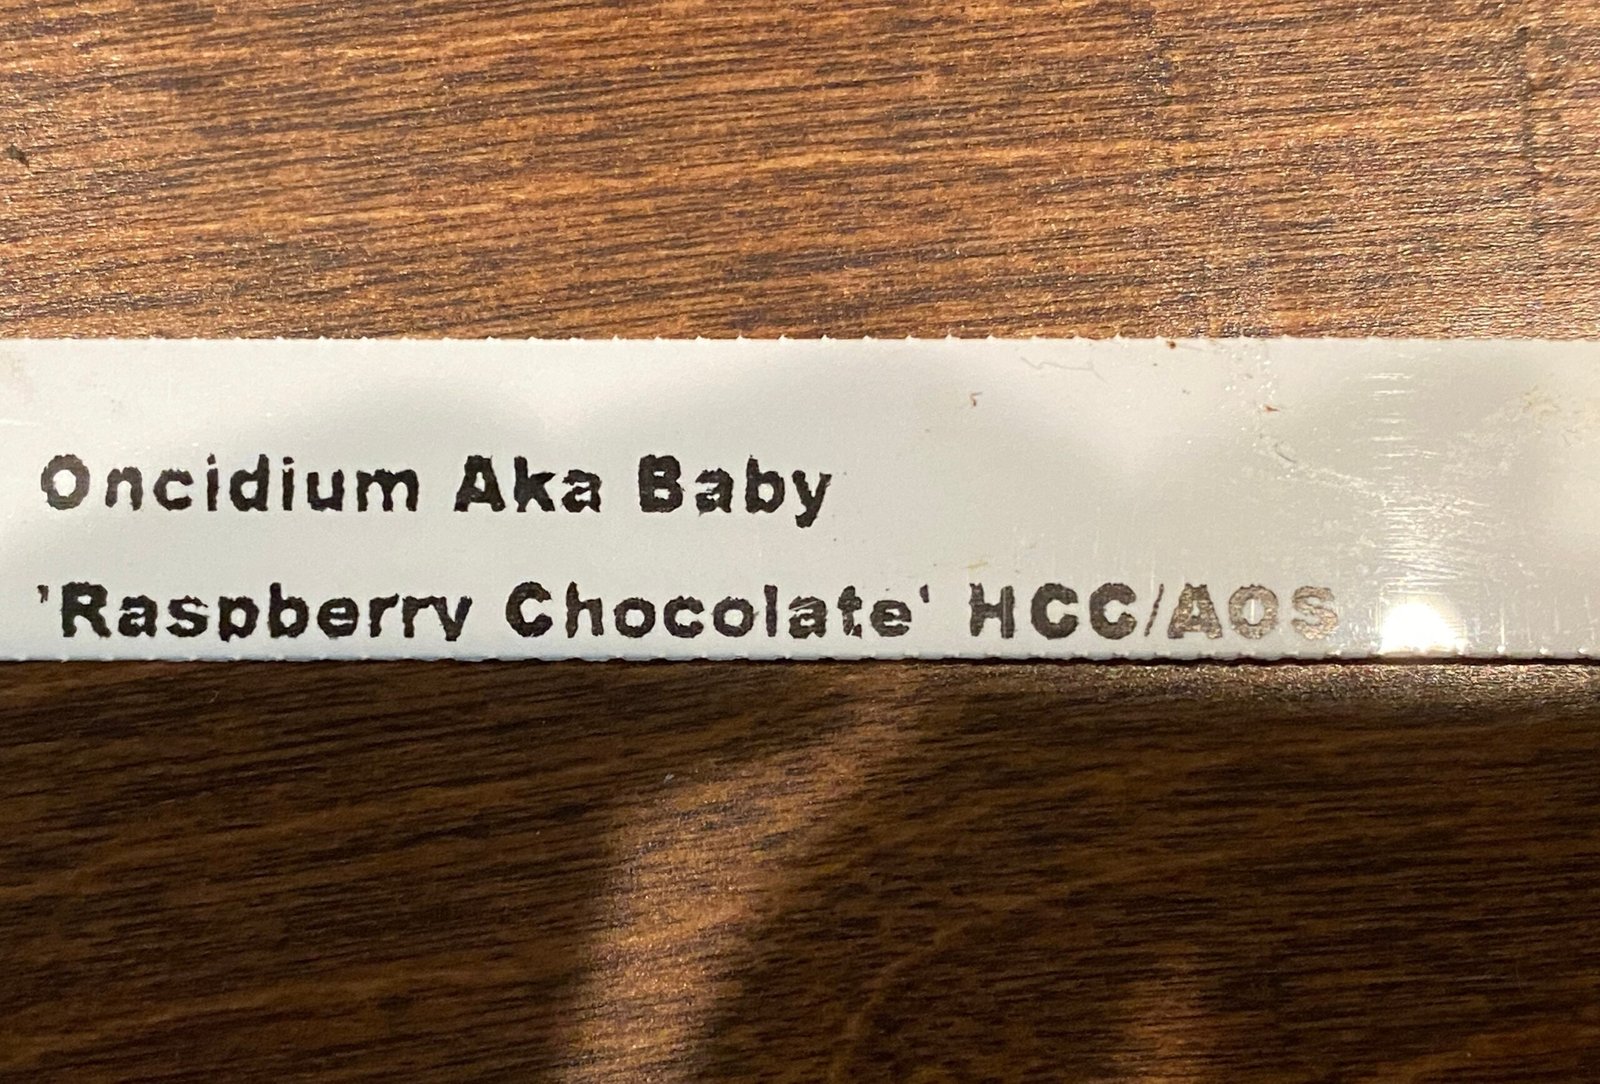 Oncidium Aka Baby
'Raspberry Chocolate' HCC/AOS